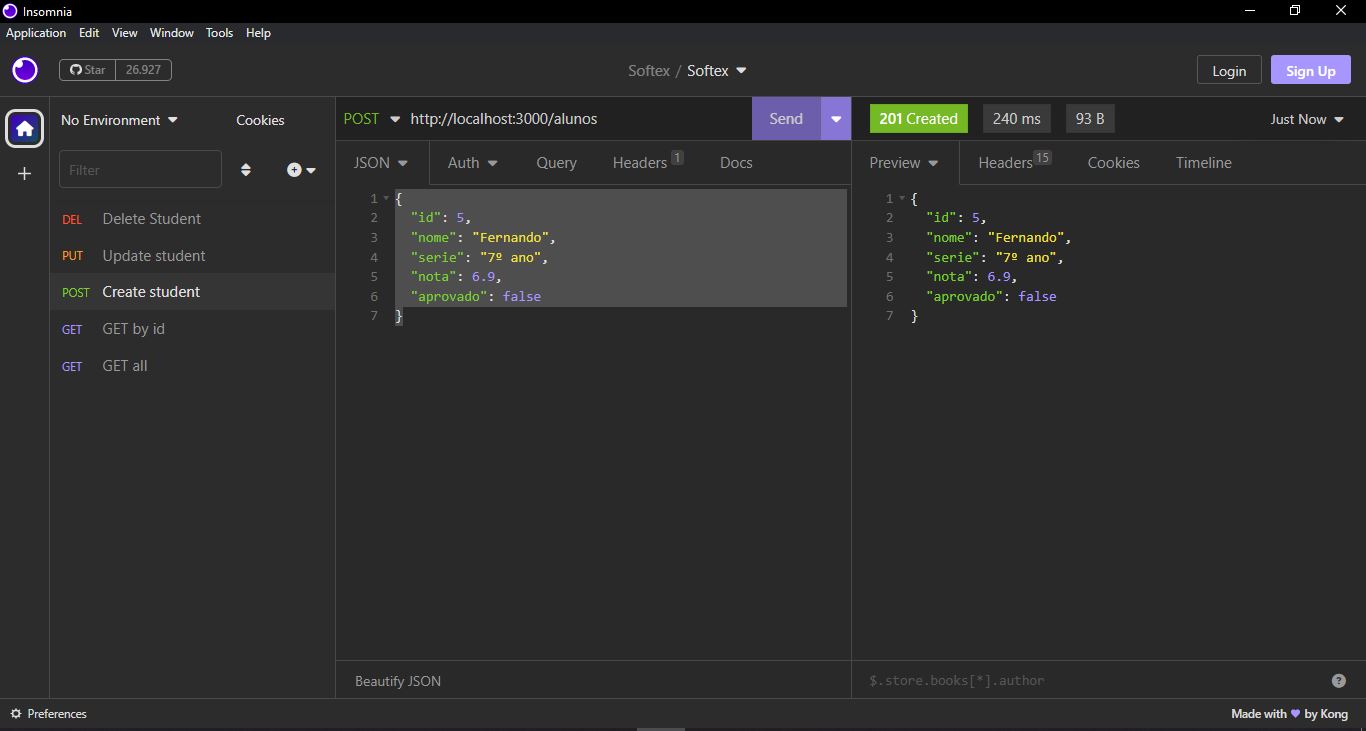 Insomnia
Application Edit View Window Tools Help
Star 26.927
Softex / Softex
Login Sign Up
No Environment Cookies
Filter
DEL Delete Student
PUT Update student
POST Create student
GET GET by id
GET GET all
POST http://localhost:3000/alunos Send
JSON Auth Query Headers 1 Docs
1 {
2 "id": 5,
3 "nome": "Fernando",
4 "serie": "7º ano",
5 "nota": 6.9,
6 "aprovado": false
7 }
Beautify JSON
201 Created 240 ms 93 B Just Now
Preview Headers 15 Cookies Timeline
1 {
2 "id": 5,
3 "nome": "Fernando",
4 "serie": "7º ano",
5 "nota": 6.9,
6 "aprovado": false
7 }
$.store.books[*].author ?
Preferences
Made with by Kong